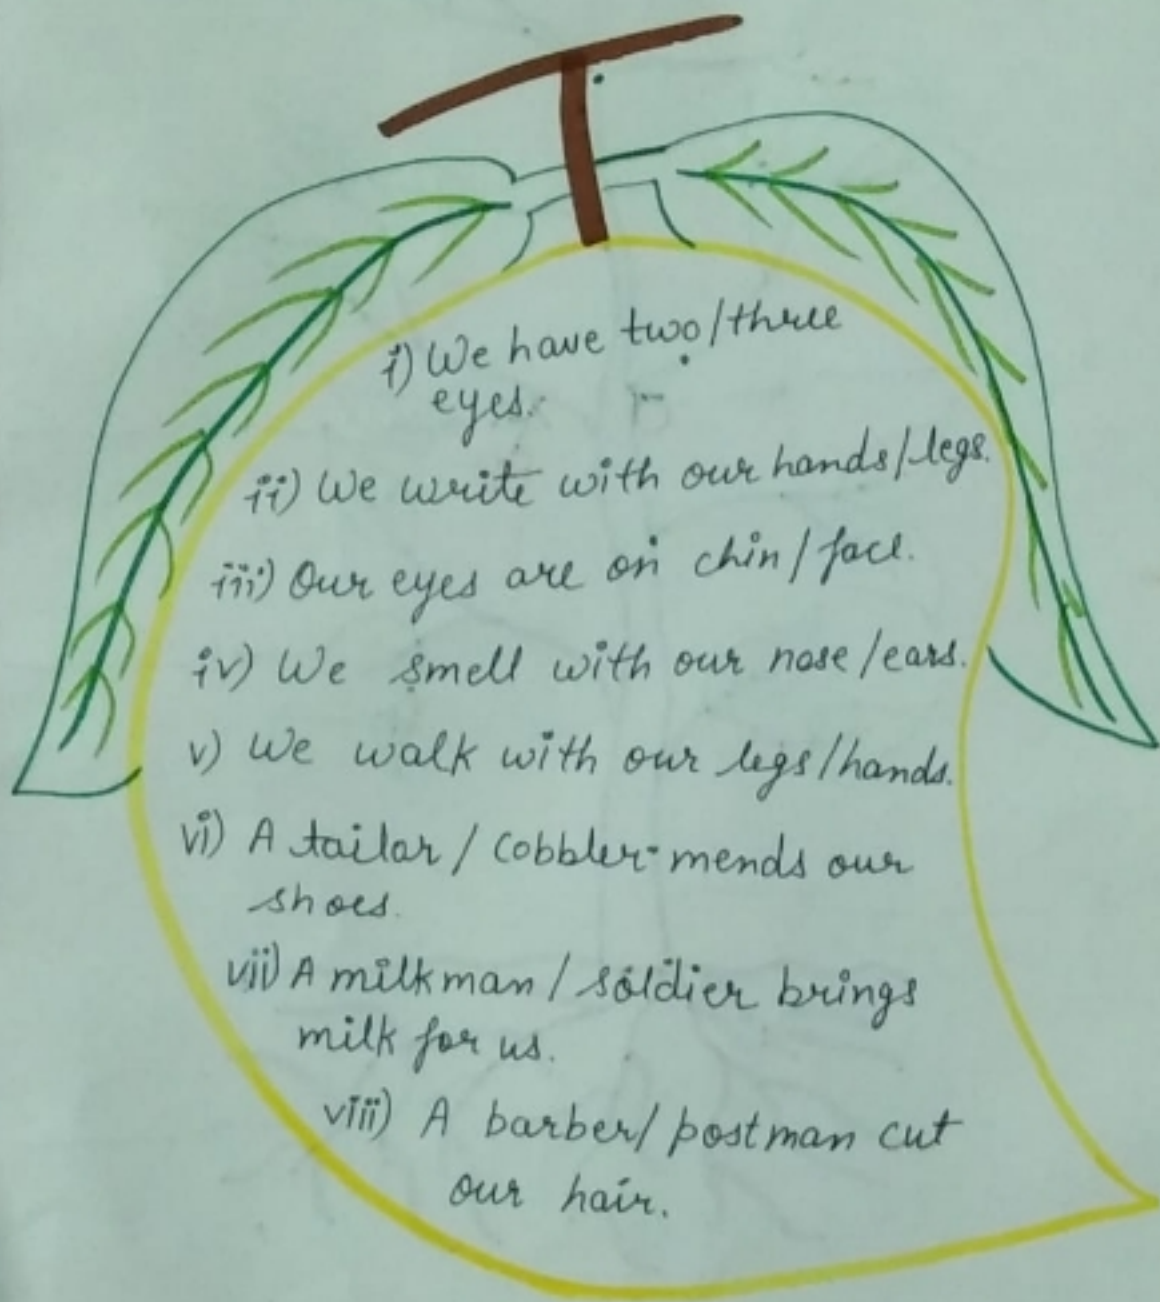 i) We have two/three
eyes.
ii) We write with our hands/legs.
iii) Our eyes are on chin/face.
iv) We smell with our nose/ears.
v) We walk with our legs/hands.
vi) A tailor/cobbler mends our
shoes.
vii) A milkman/soldier brings
milk for us.
viii) A barber/postman cut
our hair.